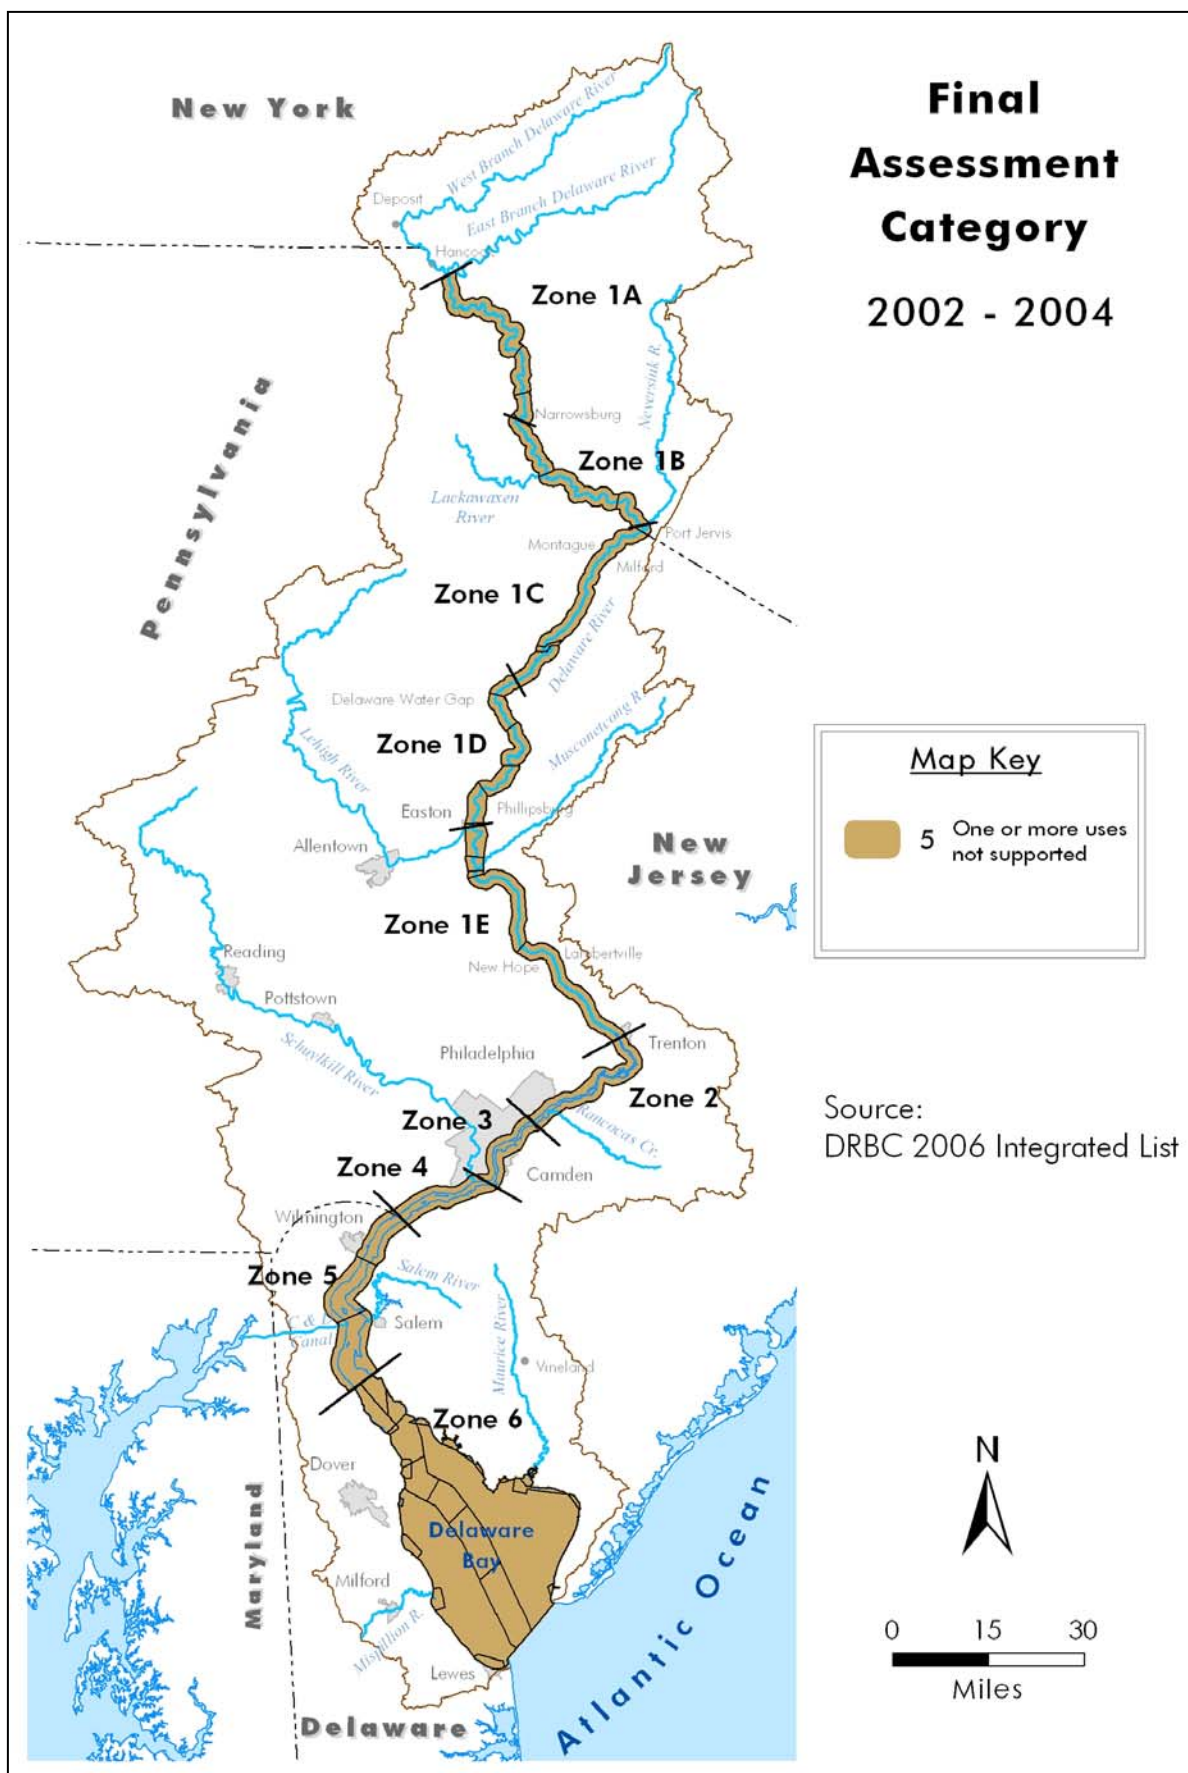 Final
Assessment
Category
2002 - 2004
New York
West Branch Delaware River
Deposit
East Branch Delaware River
Hancock
Zone 1A
Neversink R.
Pennsylvania
Narrowsburg
Zone 1B
Lackawaxen
River
Port Jervis
Montague
Milford
Zone 1C
Delaware River
Delaware Water Gap
Musconetcong R.
Lehigh River
Zone 1D
Easton
Phillipsburg
Allentown
New
Jersey
Map Key
5 One or more uses
not supported
Zone 1E
Reading
Lambertville
New Hope
Pottstown
Schuylkill River
Trenton
Philadelphia
Zone 2
Zone 3
Rancocas Cr.
Source:
DRBC 2006 Integrated List
Zone 4
Camden
Wilmington
Zone 5
Salem River
C & D
Canal
Salem
Maurice River
Vineland
Zone 6
Dover
Maryland
Delaware
Bay
Atlantic Ocean
Milford
Mispillion R.
Lewes
Delaware
N
0 15 30
Miles